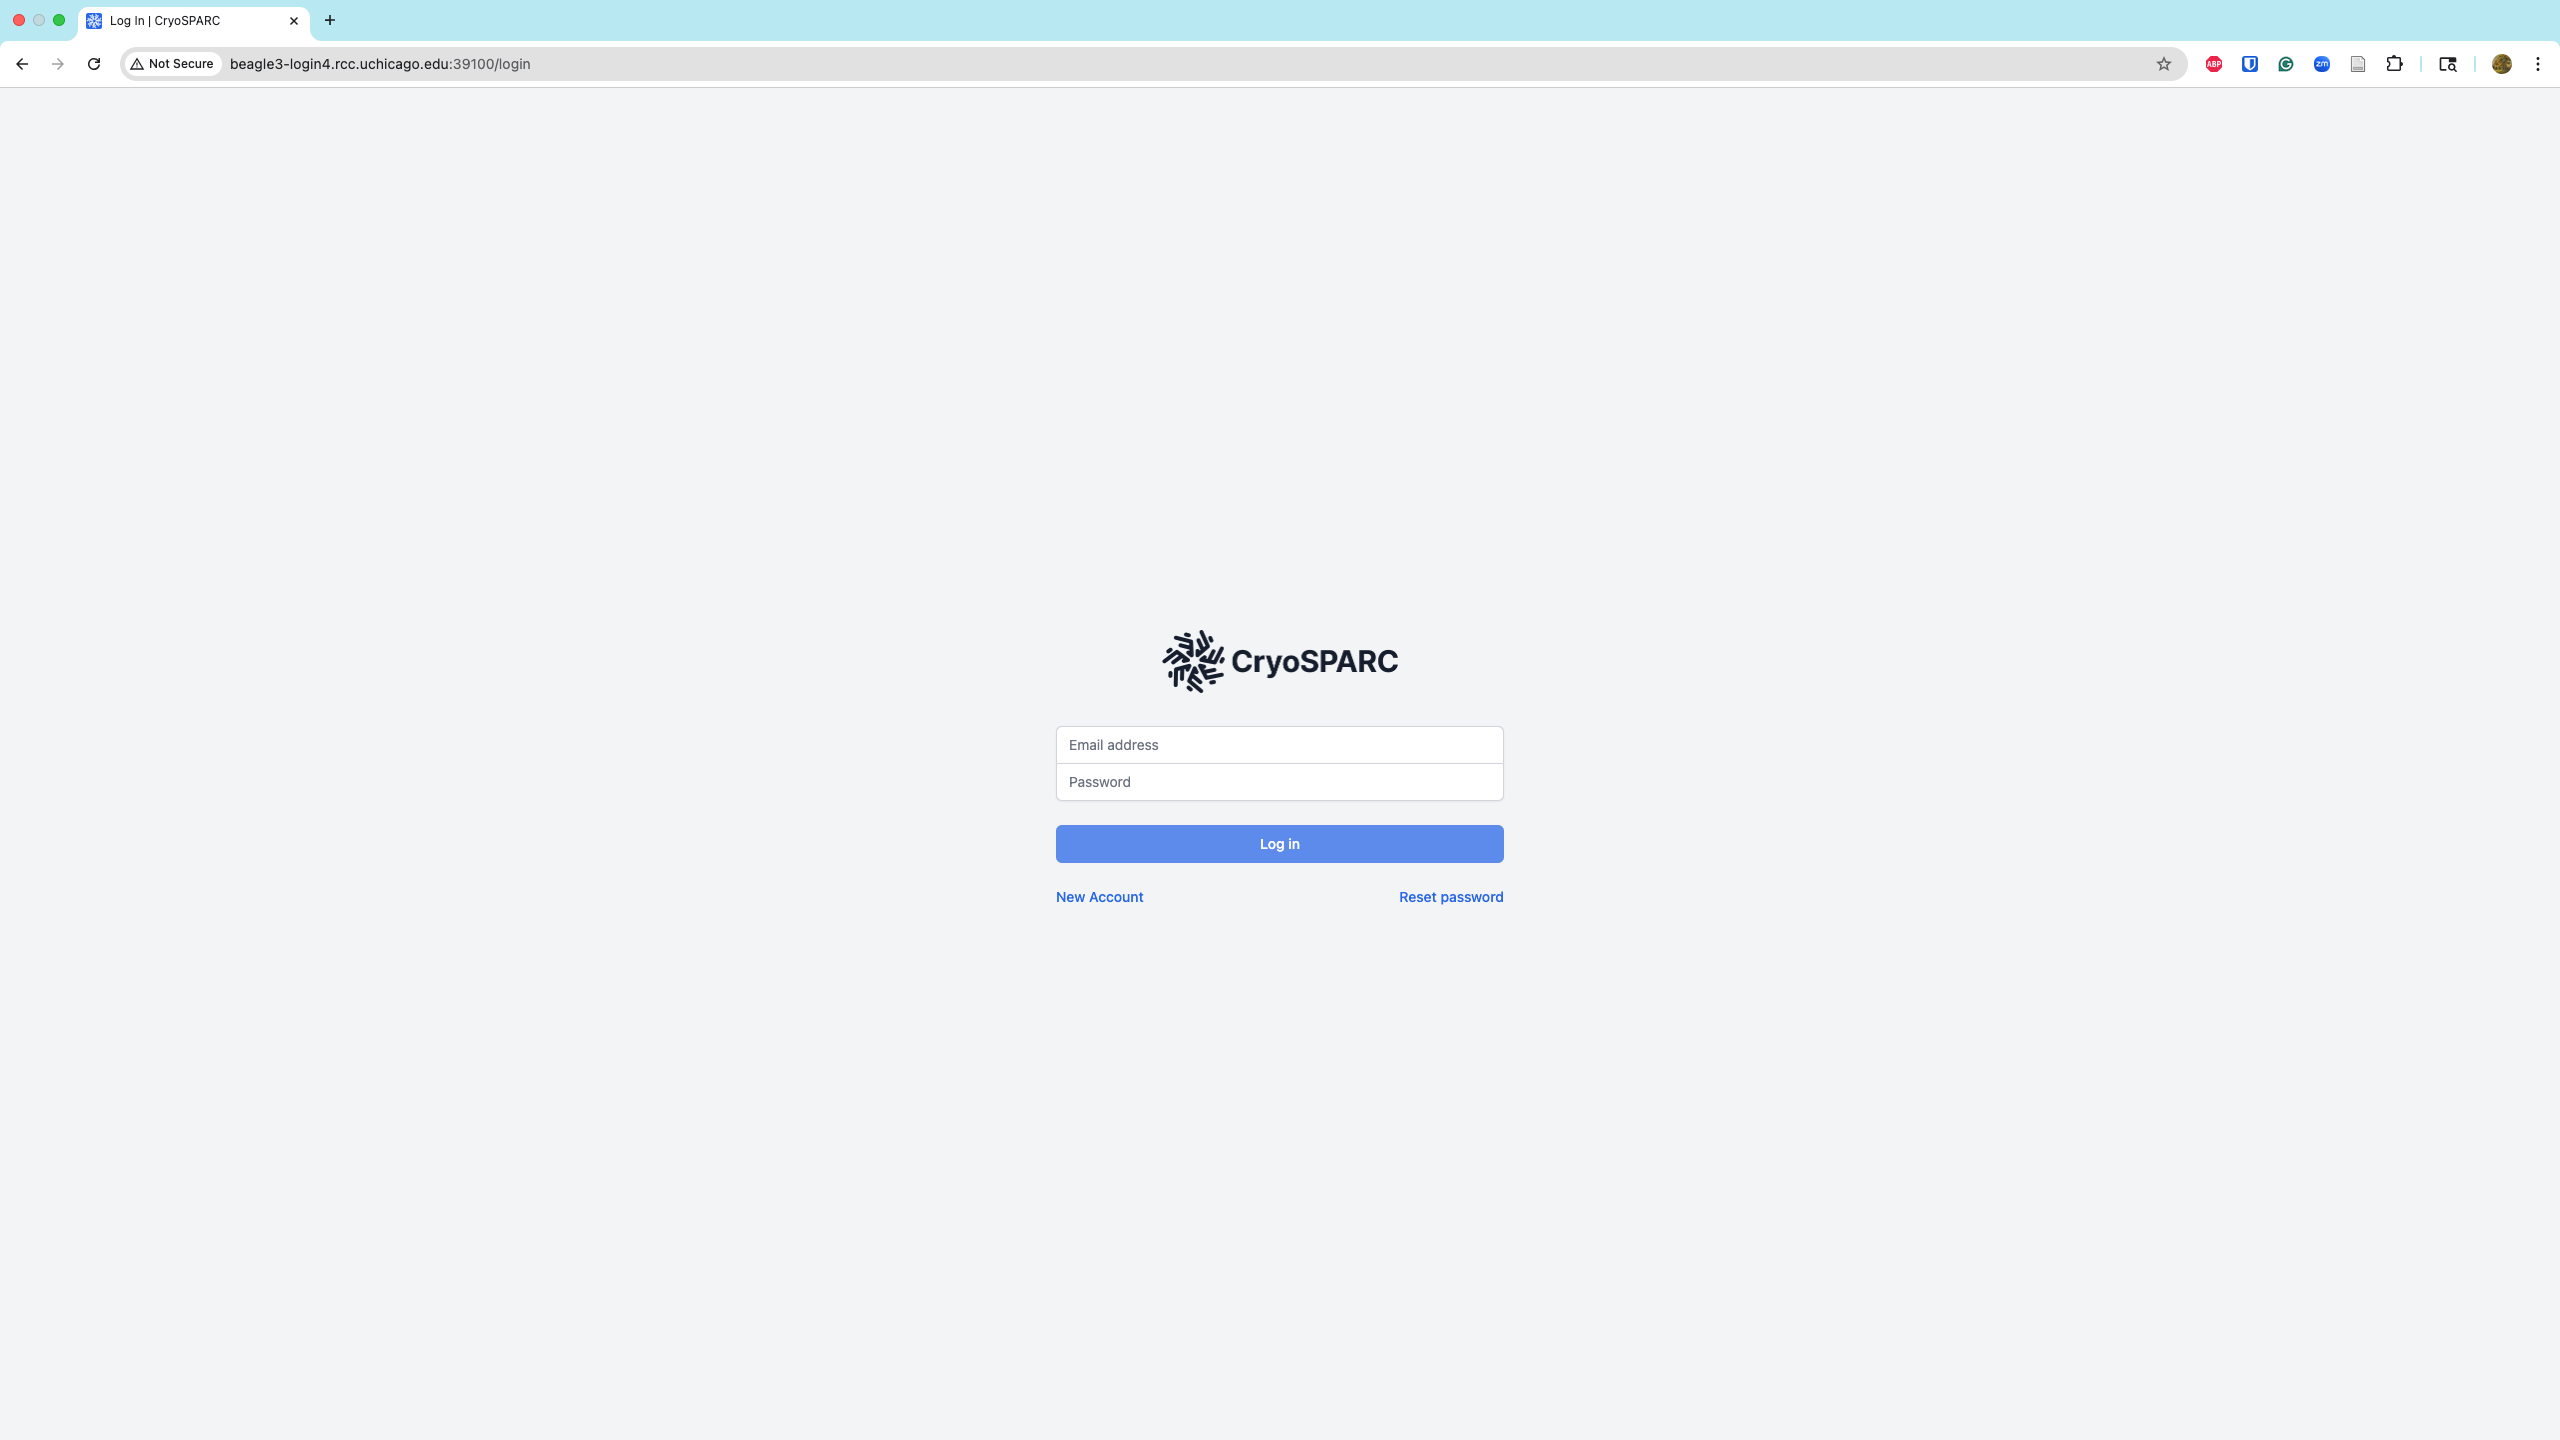 Log In | CryoSPARC
Not Secure
beagle3-login4.rcc.uchicago.edu:39100/login
ABP
zm
CryoSPARC
Email address
Password
Log in
New Account
Reset password